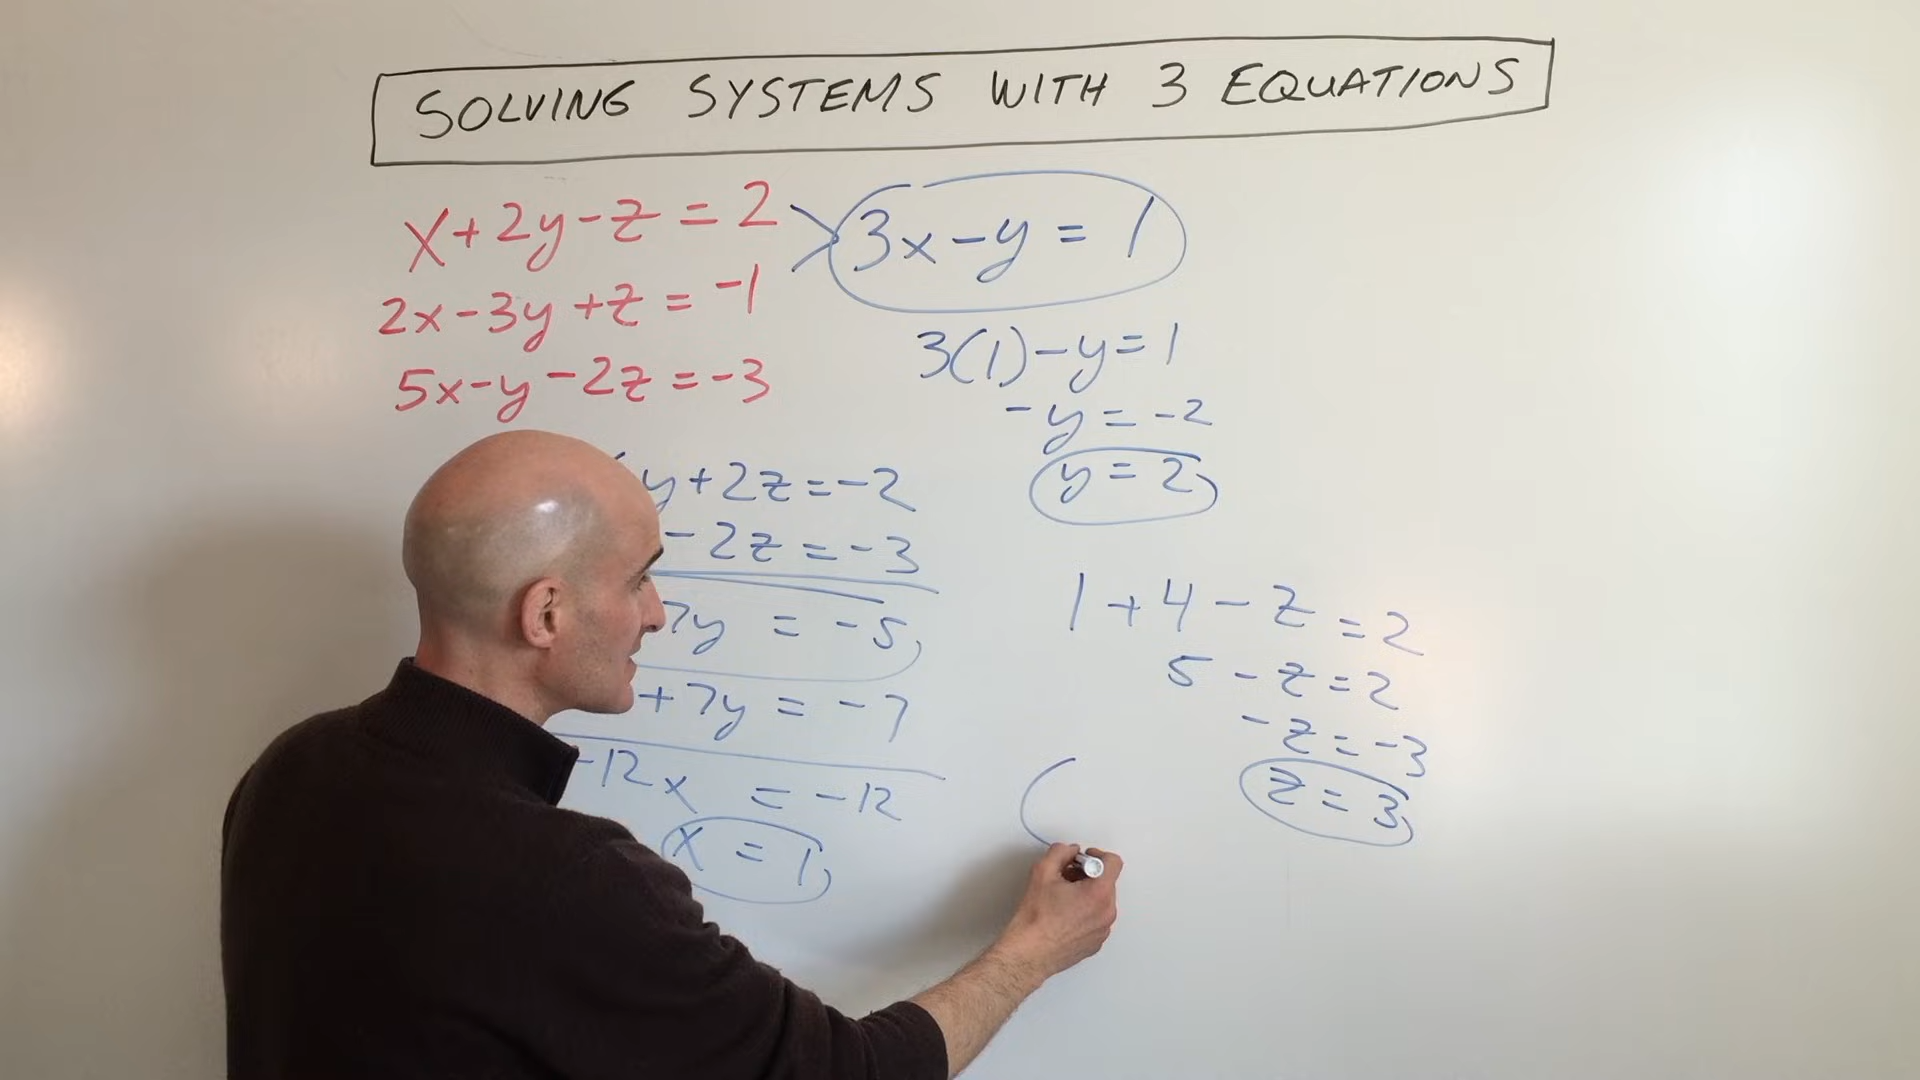 SOLVING SYSTEMS WITH 3 EQUATIONS
x+2y-z=2
2x-3y+z=-1
5x-y-2z=-3
3x-y=1
3(1)-y=1
-y=-2
y=2
y+2z=-2
-2z=-3
7y=-5
+7y=-7
-12x=-12
x=1
1+4-z=2
5-z=2
-z=-3
z=3
(